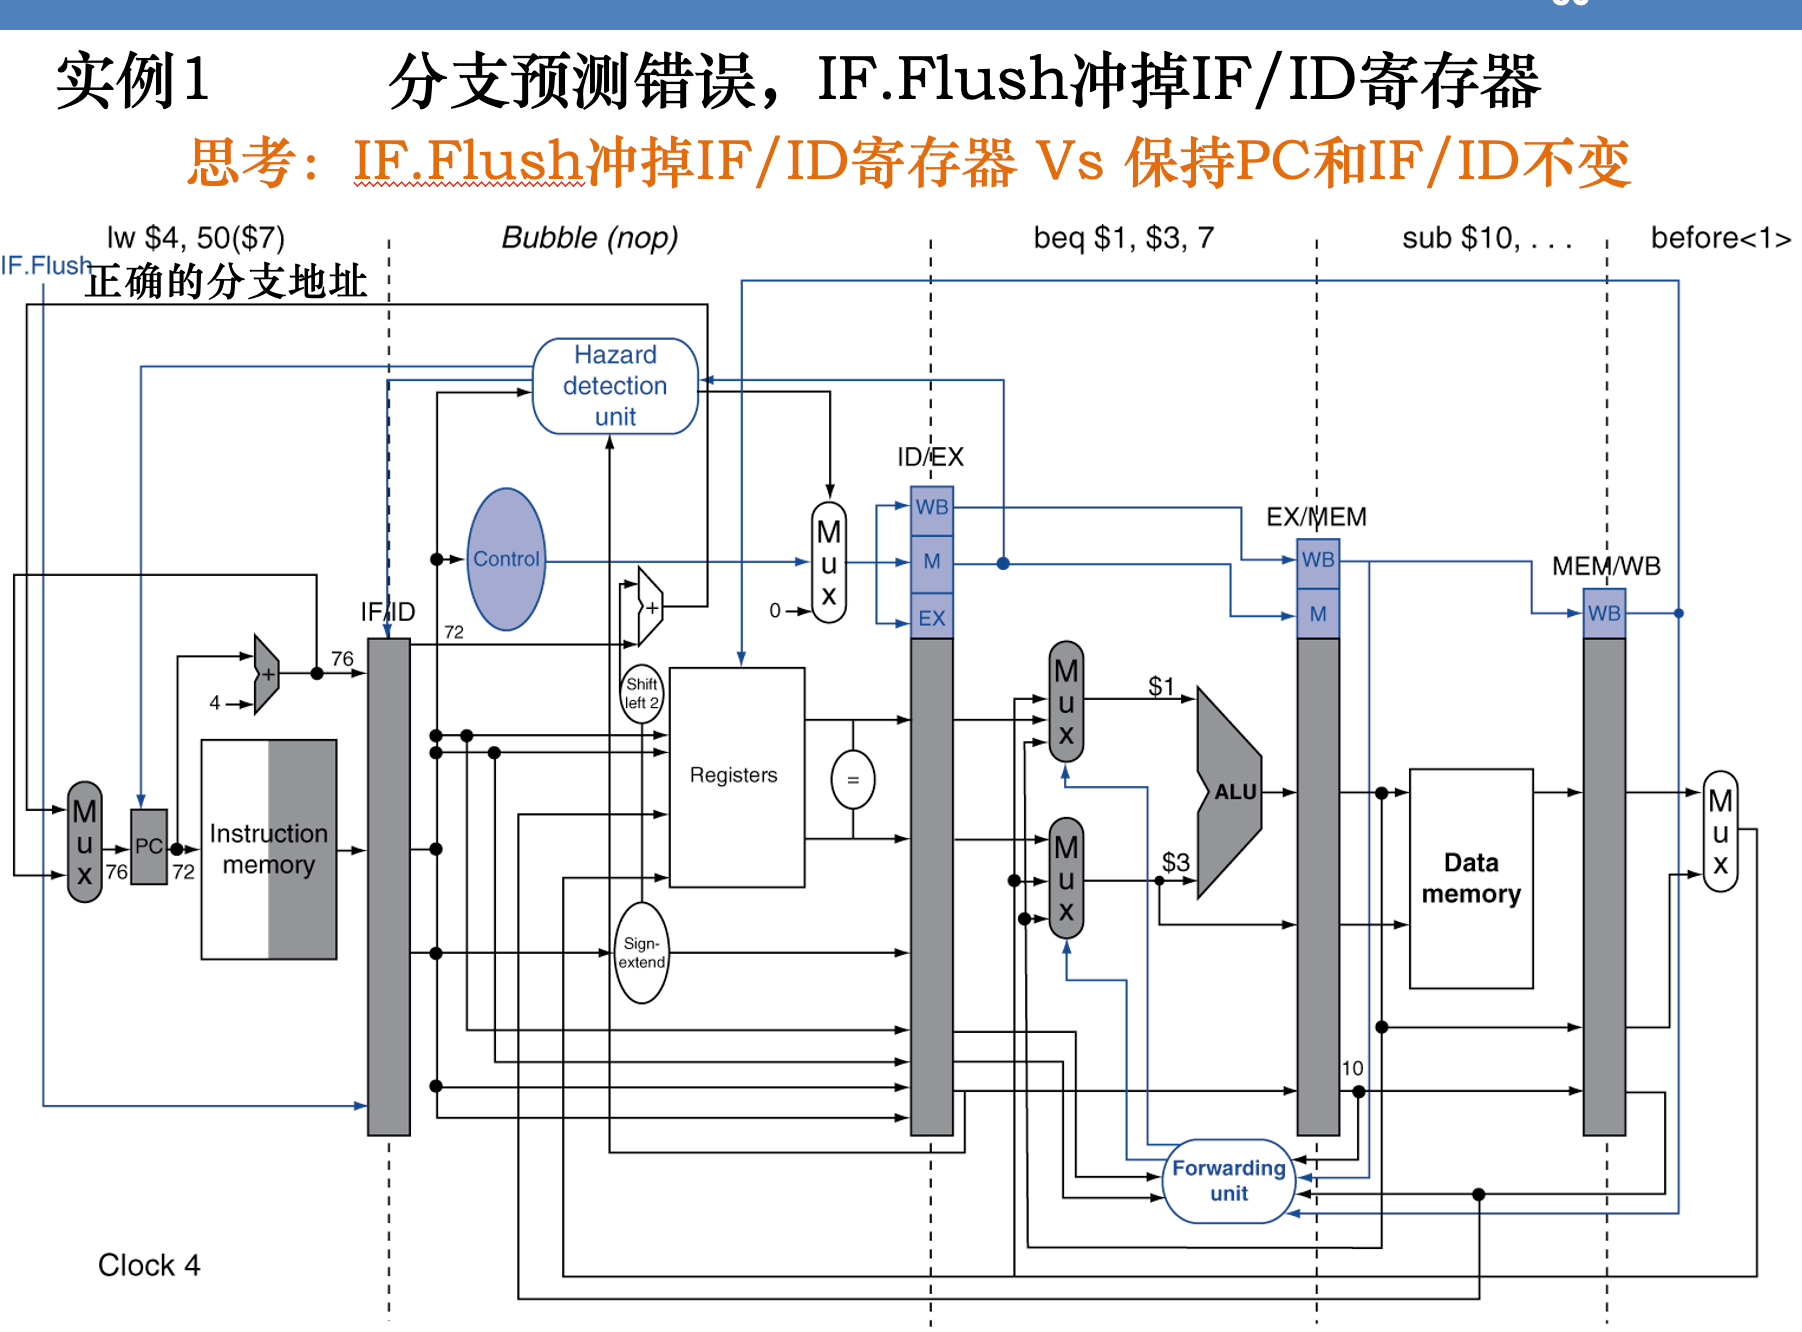 实例1 分支预测错误，IF.Flush冲掉IF/ID寄存器
思考：IF.Flush冲掉IF/ID寄存器 Vs 保持PC和IF/ID不变
lw $4, 50($7)
Bubble (nop)
beq $1, $3, 7
sub $10, . . .
before<1>
IF.Flush
正确的分支地址
Hazard
detection
unit
ID/EX
WB
M
EX
EX/MEM
WB
M
MEM/WB
WB
Control
Mux
0
IF/ID
72
+
76
+
4
Shift
left 2
$1
Mux
Registers
=
ALU
Mux
PC
76
72
Instruction
memory
Mux
$3
Data
memory
Mux
Sign-
extend
10
Forwarding
unit
Clock 4